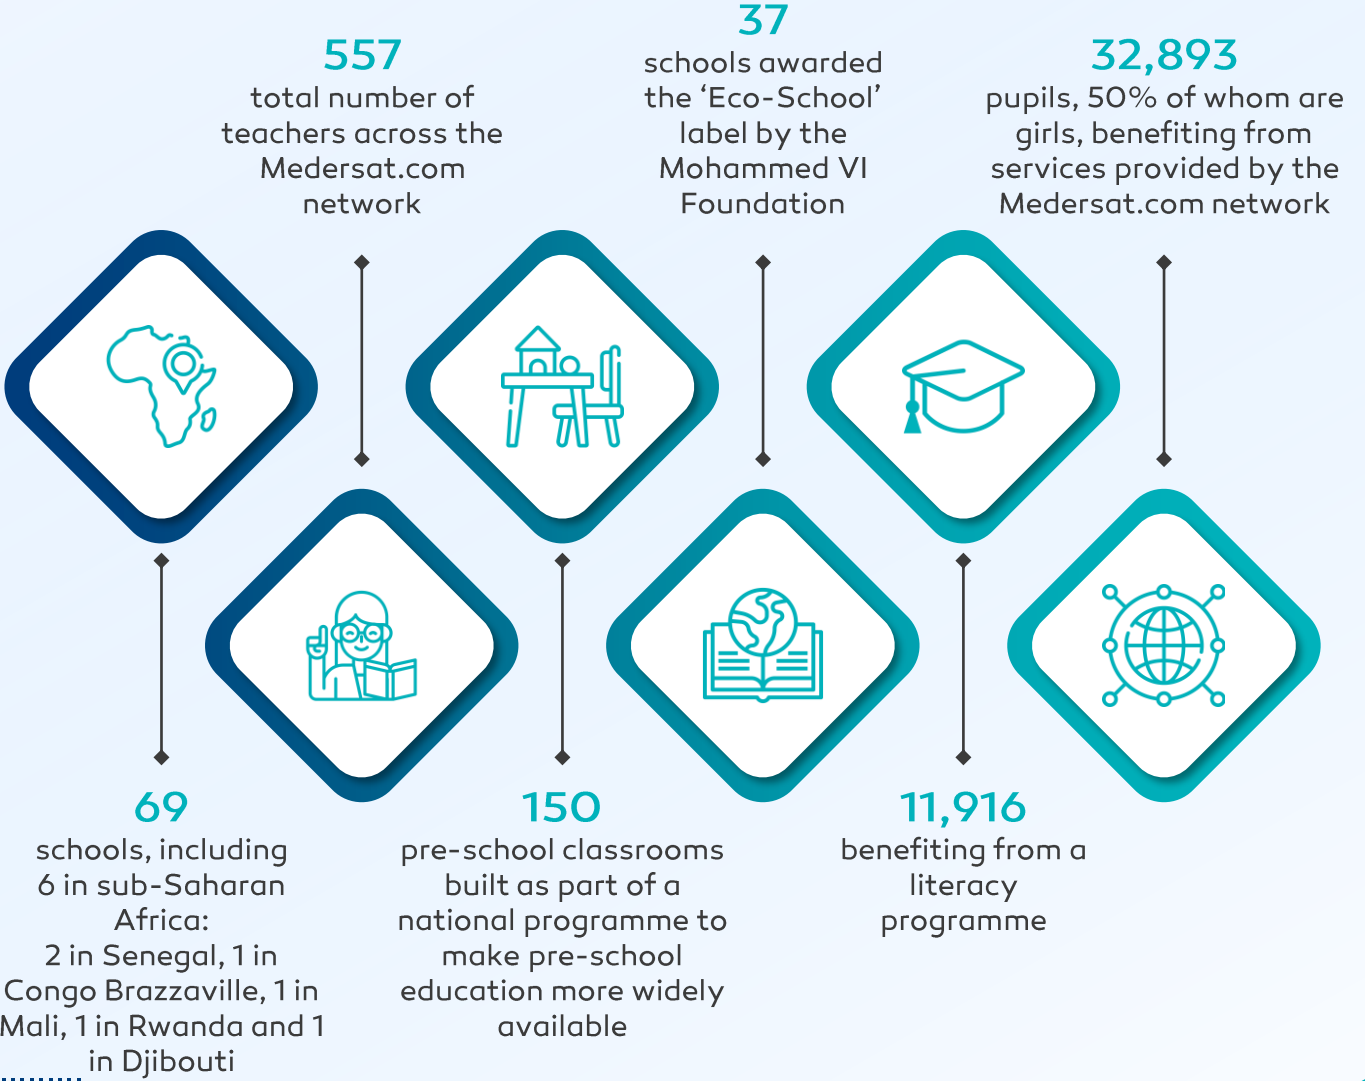 557
total number of
teachers across the
Medersat.com
network
37
schools awarded
the ‘Eco-School’
label by the
Mohammed VI
Foundation
32,893
pupils, 50% of whom are
girls, benefiting from
services provided by the
Medersat.com network
69
schools, including
6 in sub-Saharan
Africa:
2 in Senegal, 1 in
Congo Brazzaville, 1 in
Mali, 1 in Rwanda and 1
in Djibouti
150
pre-school classrooms
built as part of a
national programme to
make pre-school
education more widely
available
11,916
benefiting from a
literacy
programme